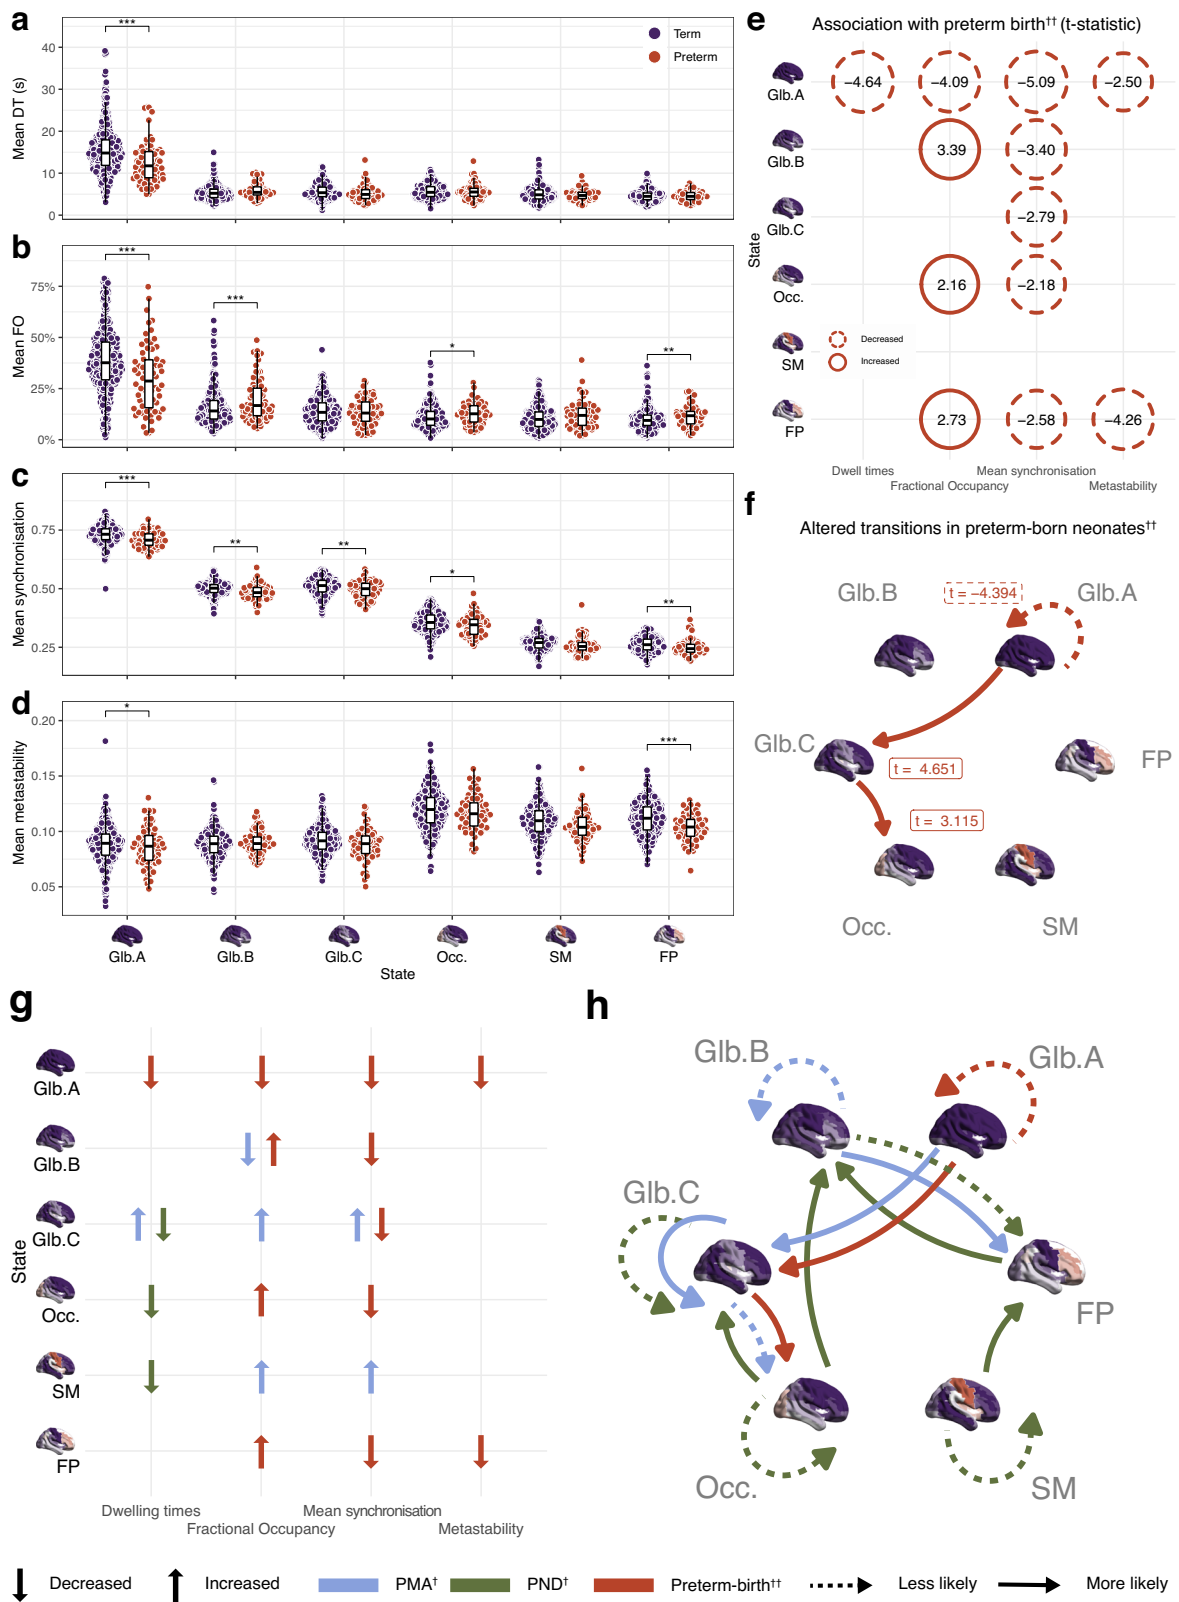 a
***
Term
Preterm
Mean DT (s)
40
30
20
10
0
b
***
***
*
**
Mean FO
75%
50%
25%
0%
c
***
**
**
*
**
Mean synchronisation
0.75
0.50
0.25
d
*
***
Mean metastability
0.20
0.15
0.10
0.05
Glb.A
Glb.B
Glb.C
Occ.
SM
FP
State
e
Association with preterm birth†† (t-statistic)
Glb.A
−4.64
−4.09
−5.09
−2.50
Glb.B
3.39
−3.40
Glb.C
−2.79
State
Occ.
2.16
−2.18
SM
Decreased
Increased
FP
2.73
−2.58
−4.26
Dwell times
Mean synchronisation
Fractional Occupancy
Metastability
f
Altered transitions in preterm-born neonates††
Glb.B
t = −4.394
Glb.A
Glb.C
t = 4.651
FP
t = 3.115
Occ.
SM
g
Glb.A
Glb.B
Glb.C
State
Occ.
SM
FP
Dwelling times
Mean synchronisation
Fractional Occupancy
Metastability
h
Glb.B
Glb.A
Glb.C
FP
Occ.
SM
Decreased
Increased
PMA†
PND†
Preterm-birth††
Less likely
More likely